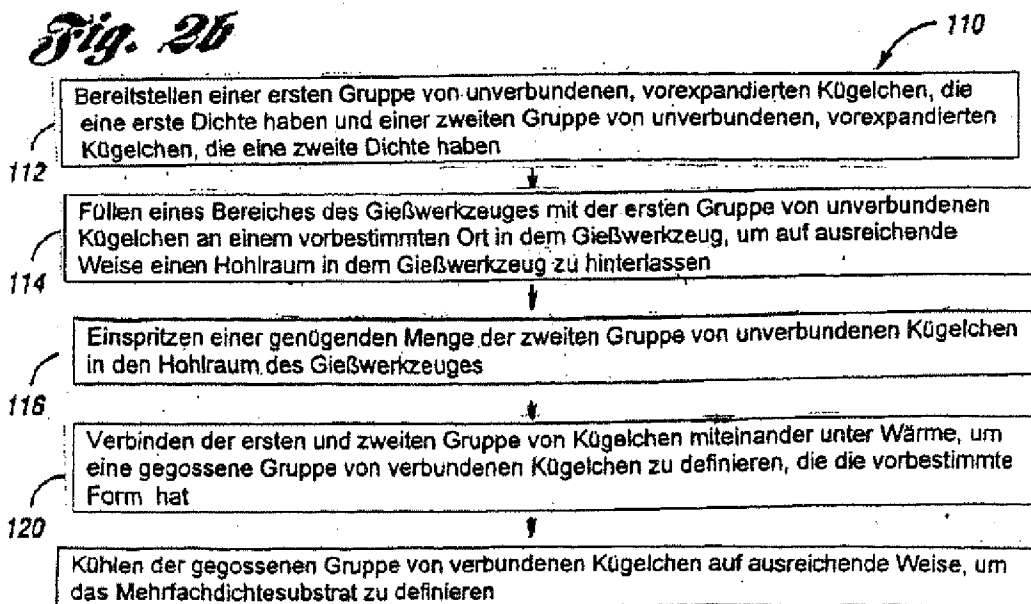 Fig. 2b
110
Bereitstellen einer ersten Gruppe von unverbundenen, vorexpandierten Kügelchen, die
eine erste Dichte haben und einer zweiten Gruppe von unverbundenen, vorexpandierten
Kügelchen, die eine zweite Dichte haben
112
Füllen eines Bereiches des Gießwerkzeuges mit der ersten Gruppe von unverbundenen
Kügelchen an einem vorbestimmten Ort in dem Gießwerkzeug, um auf ausreichende
Weise einen Hohlraum in dem Gießwerkzeug zu hinterlassen
114
Einspritzen einer genügenden Menge der zweiten Gruppe von unverbundenen Kügelchen
in den Hohlraum des Gießwerkzeuges
116
Verbinden der ersten und zweiten Gruppe von Kügelchen miteinander unter Wärme, um
eine gegossene Gruppe von verbundenen Kügelchen zu definieren, die die vorbestimmte
Form hat
120
Kühlen der gegossenen Gruppe von verbundenen Kügelchen auf ausreichende Weise, um
das Mehrfachdichtesubstrat zu definieren